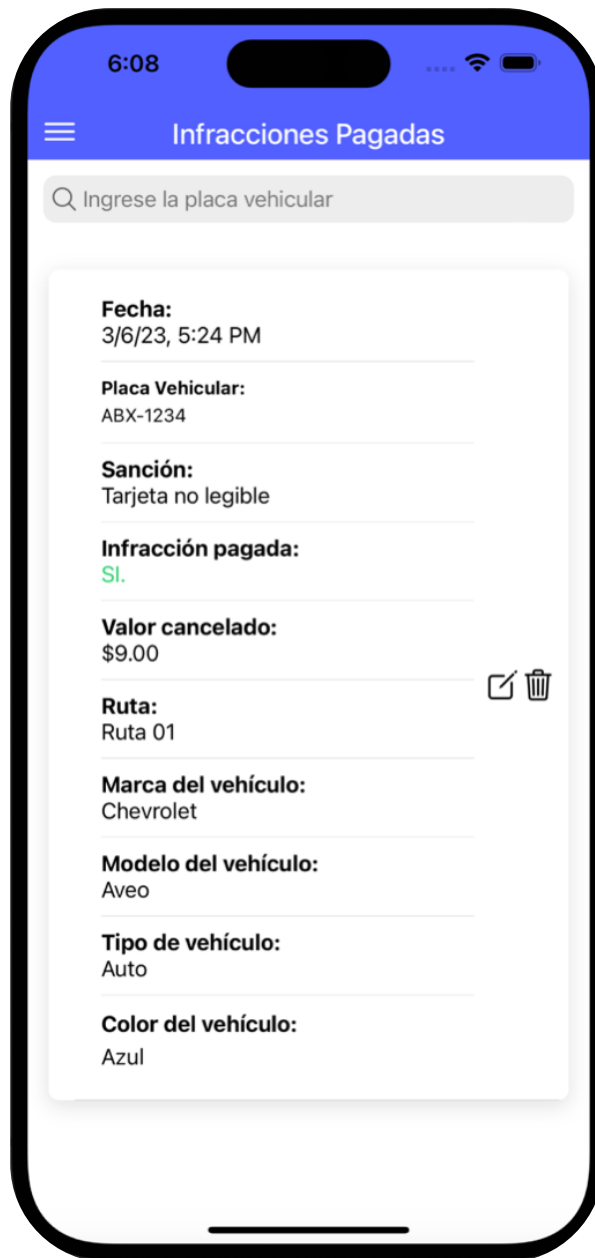 6:08
Infracciones Pagadas
Ingrese la placa vehicular
Fecha:
3/6/23, 5:24 PM
Placa Vehicular:
ABX-1234
Sanción:
Tarjeta no legible
Infracción pagada:
SI.
Valor cancelado:
$9.00
Ruta:
Ruta 01
Marca del vehículo:
Chevrolet
Modelo del vehículo:
Aveo
Tipo de vehículo:
Auto
Color del vehículo:
Azul